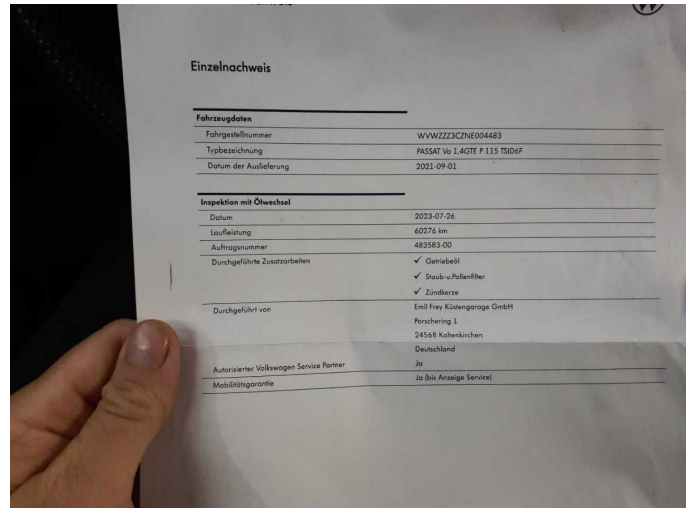 Einzelnachweis
Fahrzeugdaten
Fahrgestellnummer WVWZZZ3CZNE004483
Typbezeichnung PASSAT Va 1.4GTE P 115 TSID6F
Datum der Auslieferung 2021-09-01
Inspektion mit Ölwechsel
Datum 2023-07-26
Laufleistung 60276 km
Auftragsnummer 483583-00
Durchgeführte Zusatzarbeiten ✓ Getriebeöl
✓ Staub-u.Pollenfilter
✓ Zündkerze
Durchgeführt von Emil Frey Küstengarage GmbH
Porschering 1
24568 Kaltenkirchen
Deutschland
Autorisierter Volkswagen Service Partner Ja
Mobilitätsgarantie Ja (bis Anzeige Service)